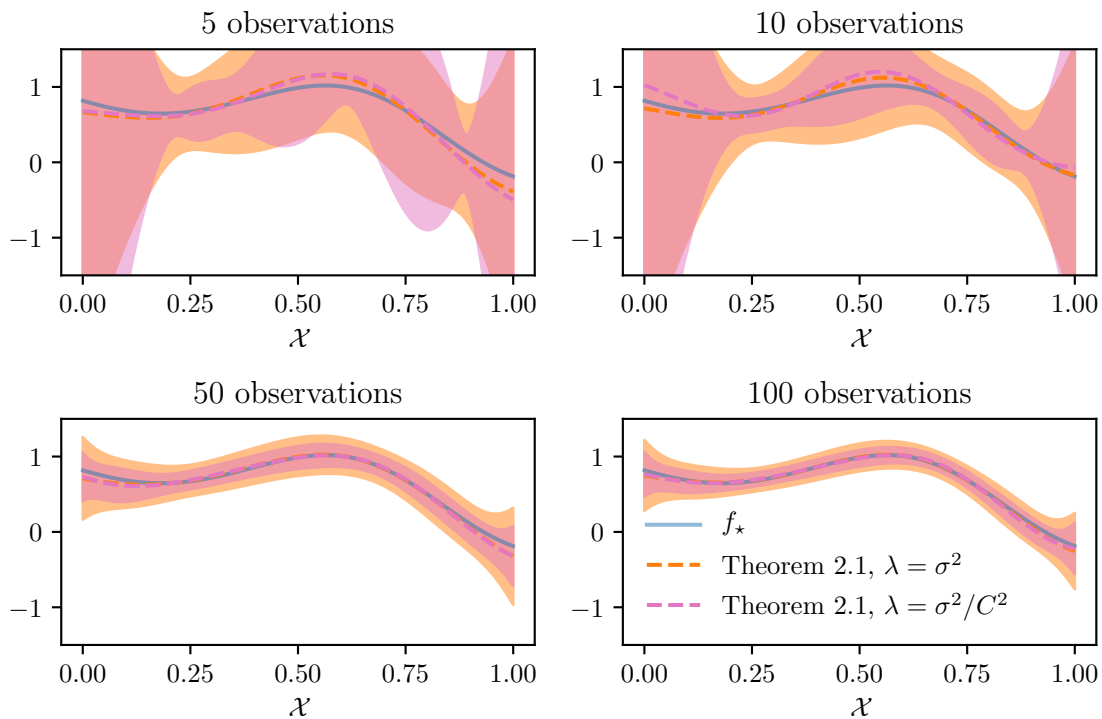 5 observations
10 observations
1
0
−1
0.00 0.25 0.50 0.75 1.00
𝒳
1
0
−1
0.00 0.25 0.50 0.75 1.00
𝒳
50 observations
100 observations
1
0
−1
0.00 0.25 0.50 0.75 1.00
𝒳
1
0
−1
f⋆
Theorem 2.1, λ = σ²
Theorem 2.1, λ = σ²/C²
0.00 0.25 0.50 0.75 1.00
𝒳